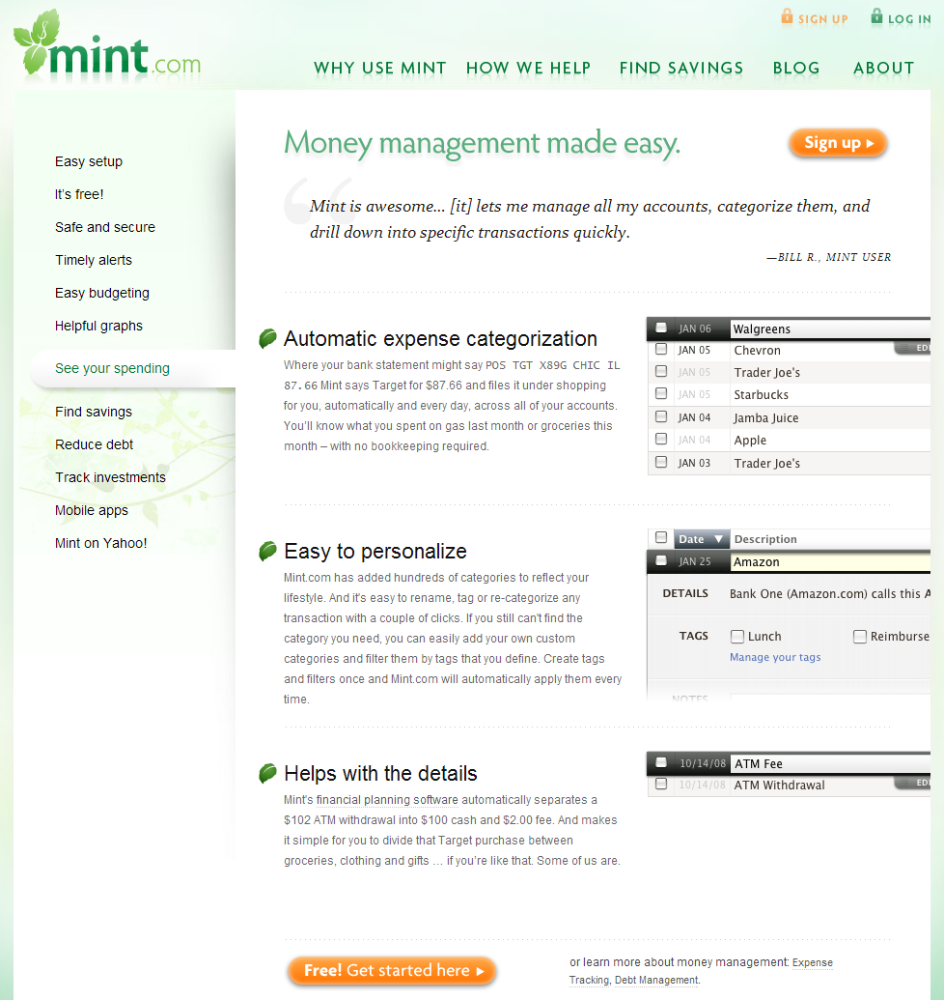 SIGN UP
LOG IN
mint.com
WHY USE MINT
HOW WE HELP
FIND SAVINGS
BLOG
ABOUT
Easy setup
It's free!
Safe and secure
Timely alerts
Easy budgeting
Helpful graphs
See your spending
Find savings
Reduce debt
Track investments
Mobile apps
Mint on Yahoo!
Money management made easy.
Sign up
“
Mint is awesome... [it] lets me manage all my accounts, categorize them, and
drill down into specific transactions quickly.
—BILL R., MINT USER
Automatic expense categorization
Where your bank statement might say POS TGT X89G CHIC IL
87.66 Mint says Target for $87.66 and files it under shopping
for you, automatically and every day, across all of your accounts.
You'll know what you spent on gas last month or groceries this
month – with no bookkeeping required.
JAN 06 Walgreens
JAN 05 Chevron
JAN 05 Trader Joe's
JAN 05 Starbucks
JAN 04 Jamba Juice
JAN 04 Apple
JAN 03 Trader Joe's
Easy to personalize
Mint.com has added hundreds of categories to reflect your
lifestyle. And it's easy to rename, tag or re-categorize any
transaction with a couple of clicks. If you still can't find the
category you need, you can easily add your own custom
categories and filter them by tags that you define. Create tags
and filters once and Mint.com will automatically apply them every
time.
Date ▼ Description
JAN 25 Amazon
DETAILS Bank One (Amazon.com) calls this A
TAGS Lunch Reimburse
Manage your tags
NOTES
Helps with the details
Mint's financial planning software automatically separates a
$102 ATM withdrawal into $100 cash and $2.00 fee. And makes
it simple for you to divide that Target purchase between
groceries, clothing and gifts … if you're like that. Some of us are.
10/14/08 ATM Fee
10/14/08 ATM Withdrawal
Free! Get started here
or learn more about money management: Expense
Tracking, Debt Management.